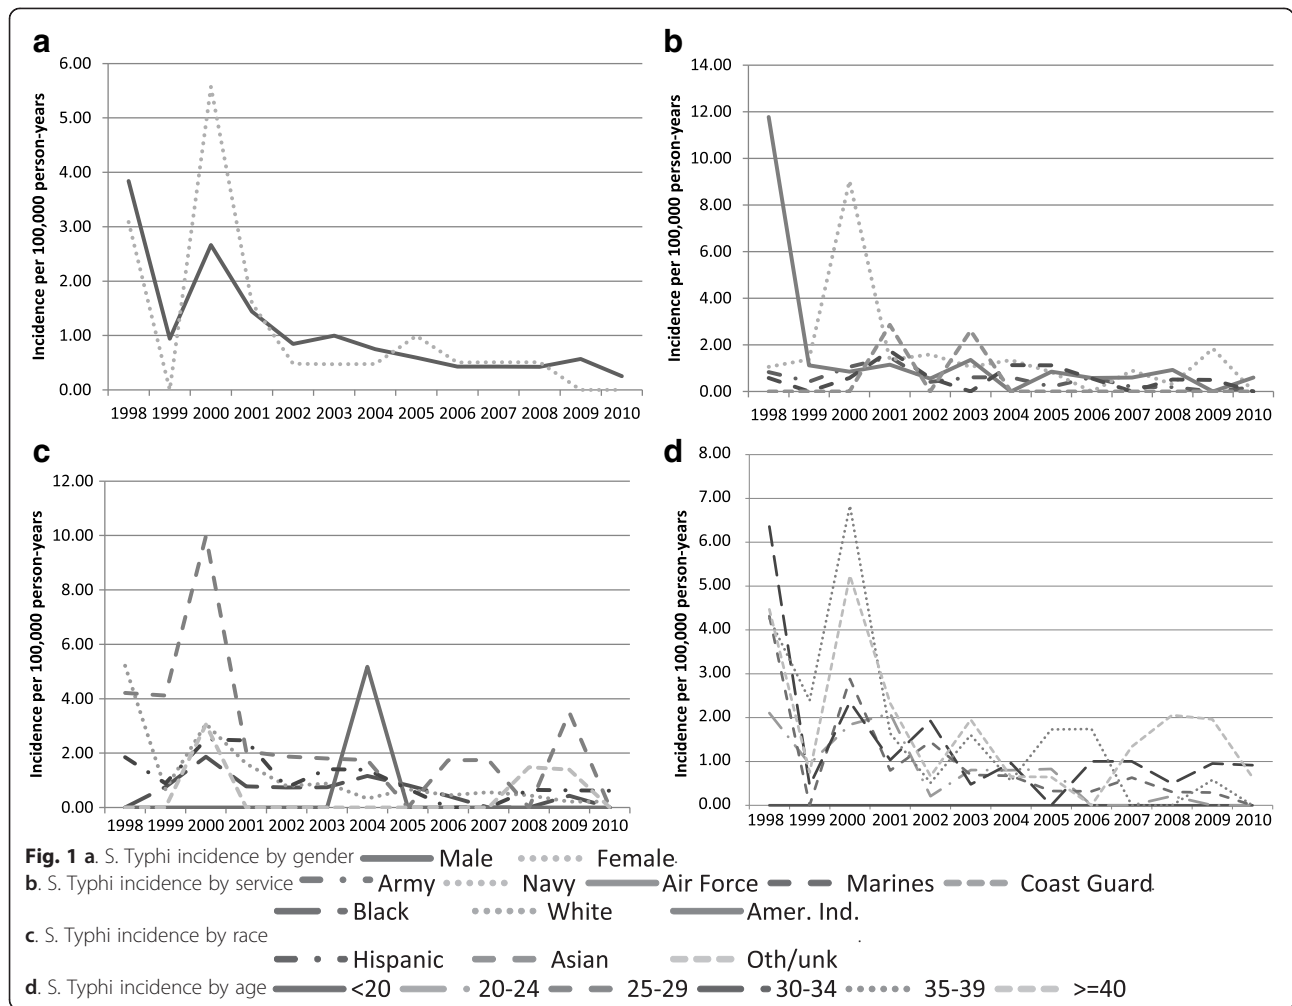 a
6.00
5.00
4.00
3.00
2.00
1.00
0.00
Incidence per 100,000 person-years
1998 1999 2000 2001 2002 2003 2004 2005 2006 2007 2008 2009 2010
b
14.00
12.00
10.00
8.00
6.00
4.00
2.00
0.00
Incidence per 100,000 person-years
1998 1999 2000 2001 2002 2003 2004 2005 2006 2007 2008 2009 2010
c
12.00
10.00
8.00
6.00
4.00
2.00
0.00
Incidence per 100,000 person-years
1998 1999 2000 2001 2002 2003 2004 2005 2006 2007 2008 2009 2010
d
8.00
7.00
6.00
5.00
4.00
3.00
2.00
1.00
0.00
Incidence per 100,000 person-years
1998 1999 2000 2001 2002 2003 2004 2005 2006 2007 2008 2009 2010
Fig. 1 a. S. Typhi incidence by gender Male Female.
b. S. Typhi incidence by service Army Navy Air Force Marines Coast Guard.
Black White Amer. Ind.
c. S. Typhi incidence by race
Hispanic Asian Oth/unk
d. S. Typhi incidence by age <20 20-24 25-29 30-34 35-39 >=40